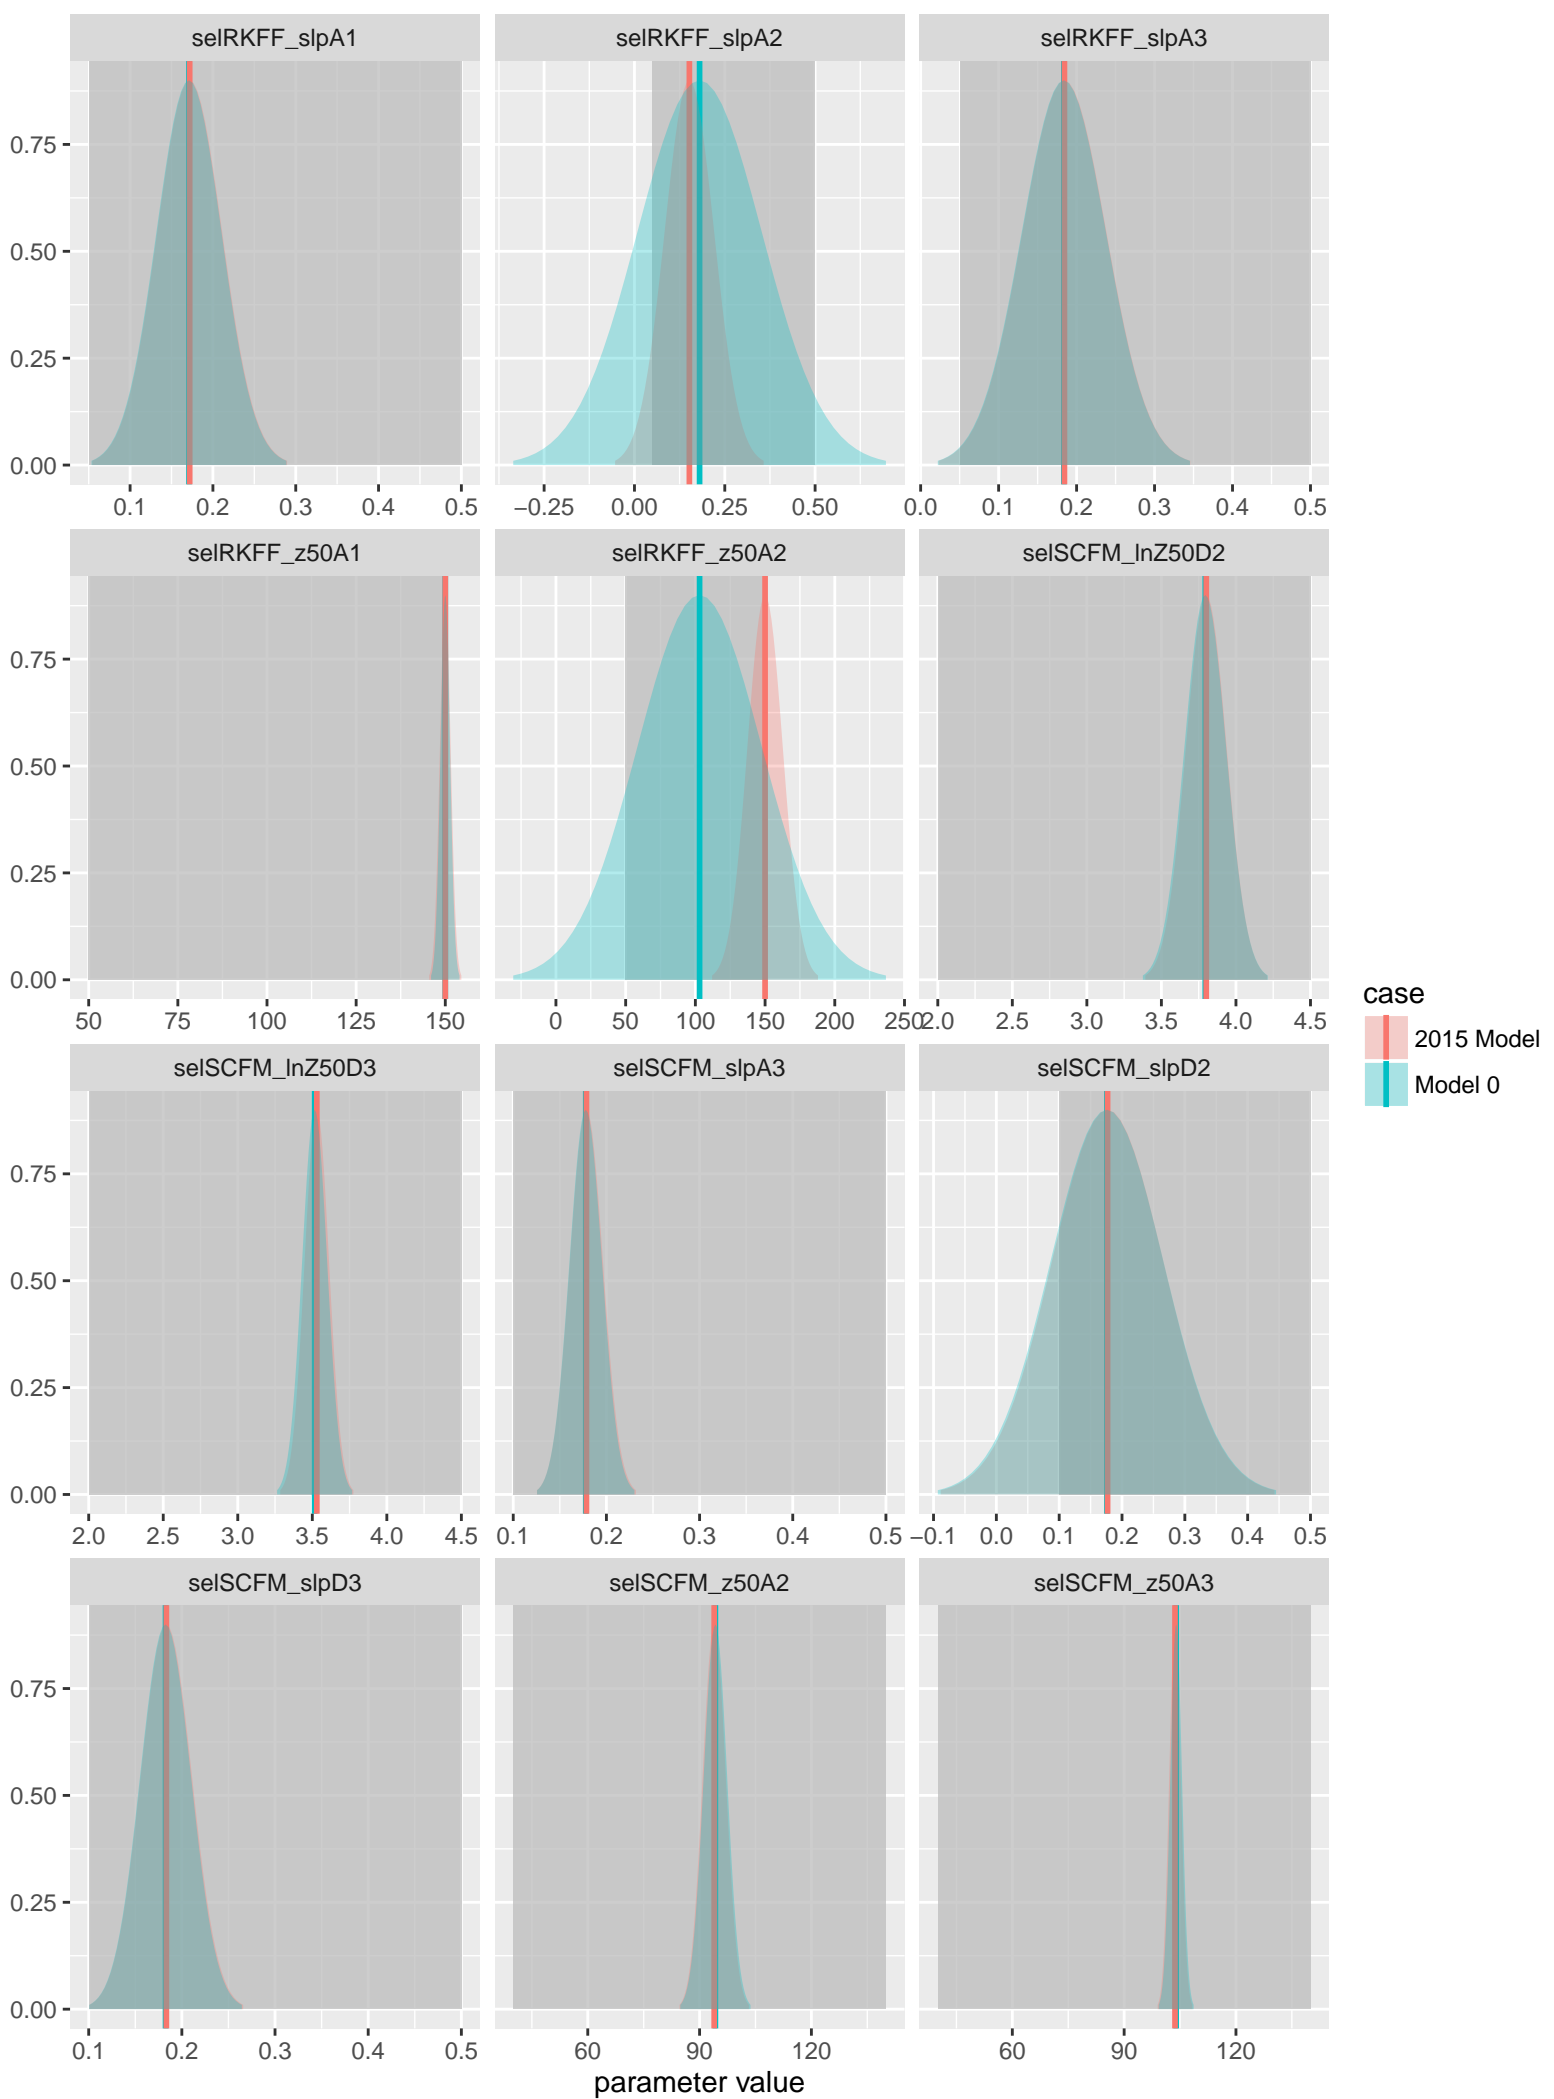 selRKFF_slpA1 selRKFF_slpA2 selRKFF_slpA3
0.75
0.50
0.25
0.00
0.1 0.2 0.3 0.4 0.5 −0.25 0.00 0.25 0.50 0.0 0.1 0.2 0.3 0.4 0.5
selRKFF_z50A1 selRKFF_z50A2 selSCFM_lnZ50D2
0.75
0.50
0.25
0.00
50 75 100 125 150 0 50 100 150 200 250 2.0 2.5 3.0 3.5 4.0 4.5
case
2015 Model
Model 0
selSCFM_lnZ50D3 selSCFM_slpA3 selSCFM_slpD2
0.75
0.50
0.25
0.00
2.0 2.5 3.0 3.5 4.0 4.5 0.1 0.2 0.3 0.4 0.5 −0.1 0.0 0.1 0.2 0.3 0.4 0.5
selSCFM_slpD3 selSCFM_z50A2 selSCFM_z50A3
0.75
0.50
0.25
0.00
0.1 0.2 0.3 0.4 0.5 60 90 120 60 90 120
parameter value